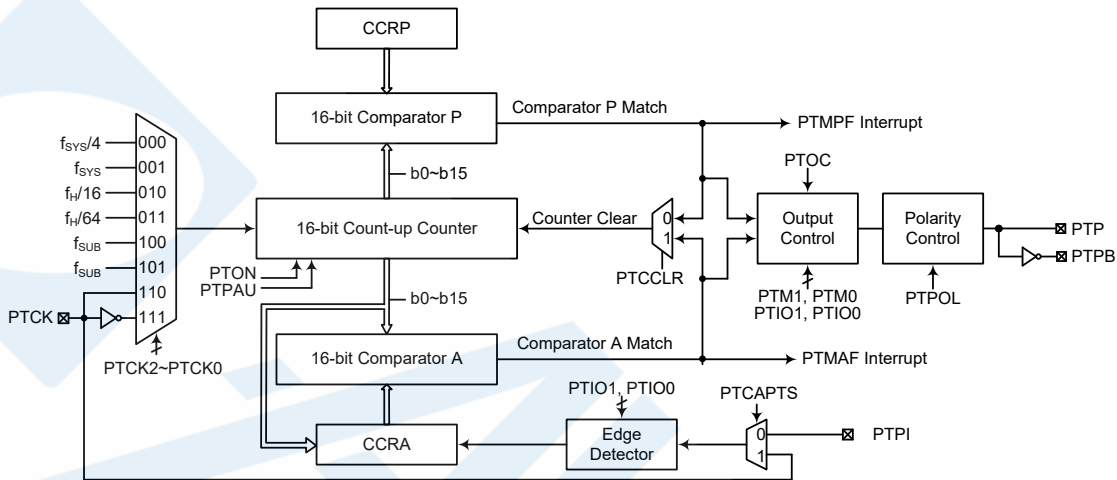 CCRP
16-bit Comparator P
Comparator P Match
PTMPF Interrupt
b0~b15
fSYS/4
000
fSYS
001
fH/16
010
fH/64
011
fSUB
100
fSUB
101
110
111
PTCK
PTCK2~PTCK0
16-bit Count-up Counter
PTON
PTPAU
Counter Clear
0
1
PTCCLR
PTOC
Output
Control
PTM1, PTM0
PTIO1, PTIO0
Polarity
Control
PTPOL
PTP
PTPB
b0~b15
16-bit Comparator A
Comparator A Match
PTMAF Interrupt
CCRA
PTIO1, PTIO0
Edge
Detector
PTCAPTS
0
1
PTPI